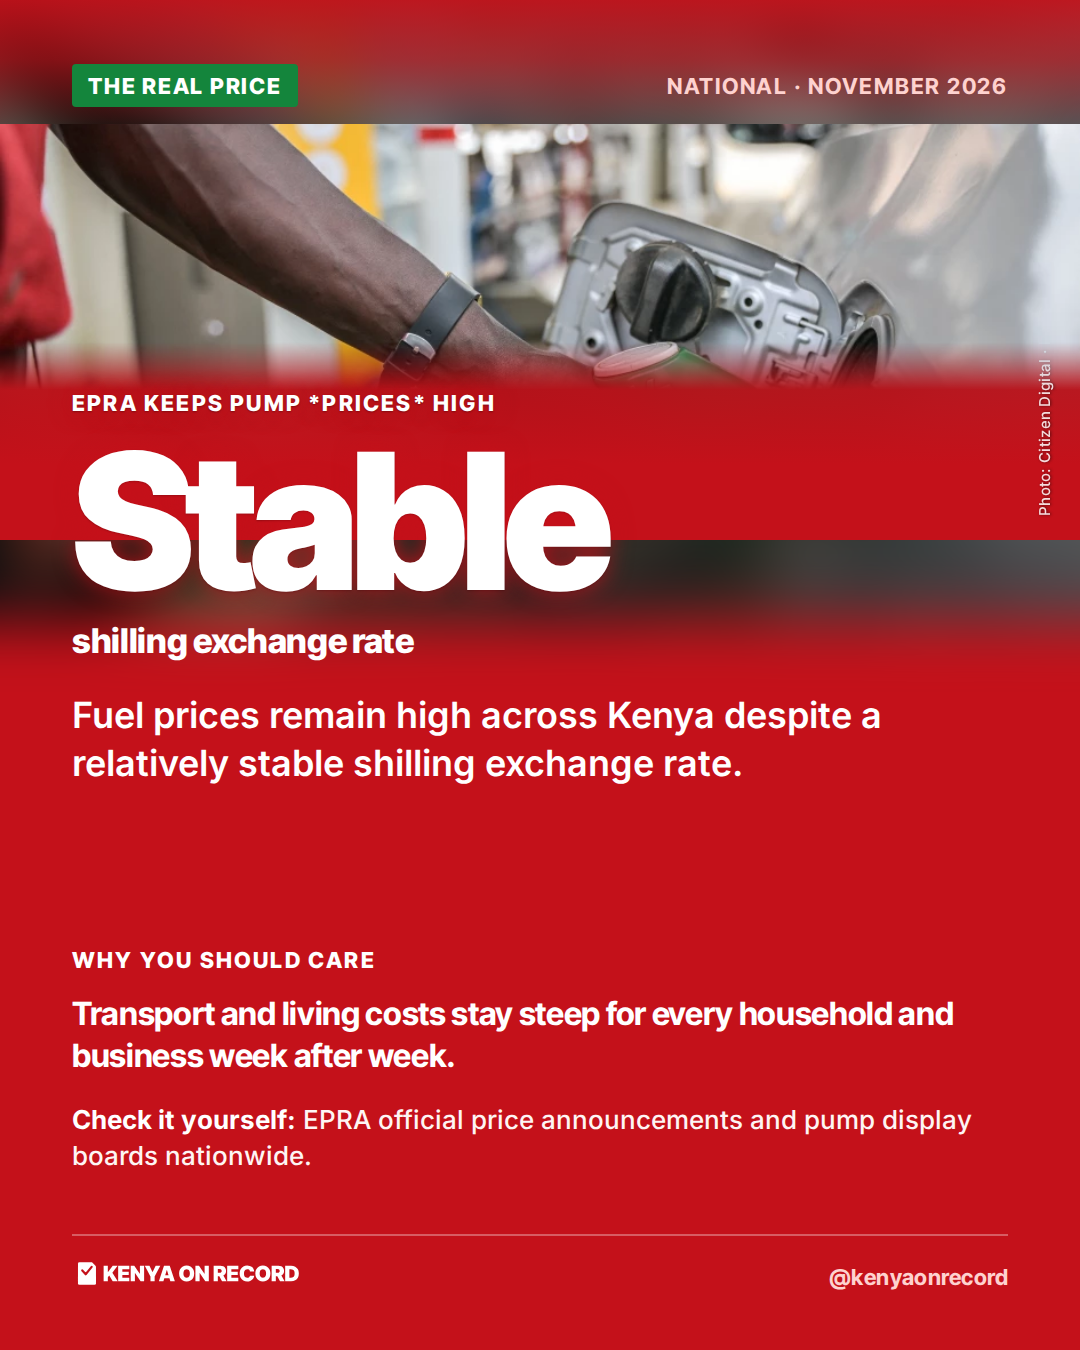 THE REAL PRICE
NATIONAL · NOVEMBER 2026
EPRA KEEPS PUMP *PRICES* HIGH
Photo: Citizen Digital ·
Stable
shilling exchange rate
Fuel prices remain high across Kenya despite a
relatively stable shilling exchange rate.
WHY YOU SHOULD CARE
Transport and living costs stay steep for every household and
business week after week.
Check it yourself: EPRA official price announcements and pump display
boards nationwide.
KENYA ON RECORD
@kenyaonrecord